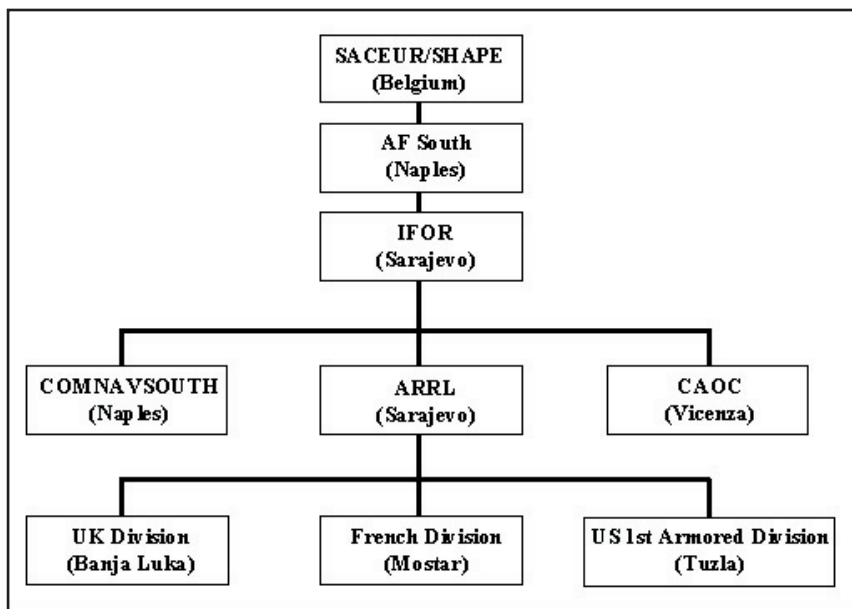 SACEUR/SHAPE
(Belgium)
AF South
(Naples)
IFOR
(Sarajevo)
COMNAVSOUTH
(Naples)
ARRL
(Sarajevo)
CAOC
(Vicenza)
UK Division
(Banja Luka)
French Division
(Mostar)
US 1st Armored Division
(Tuzla)